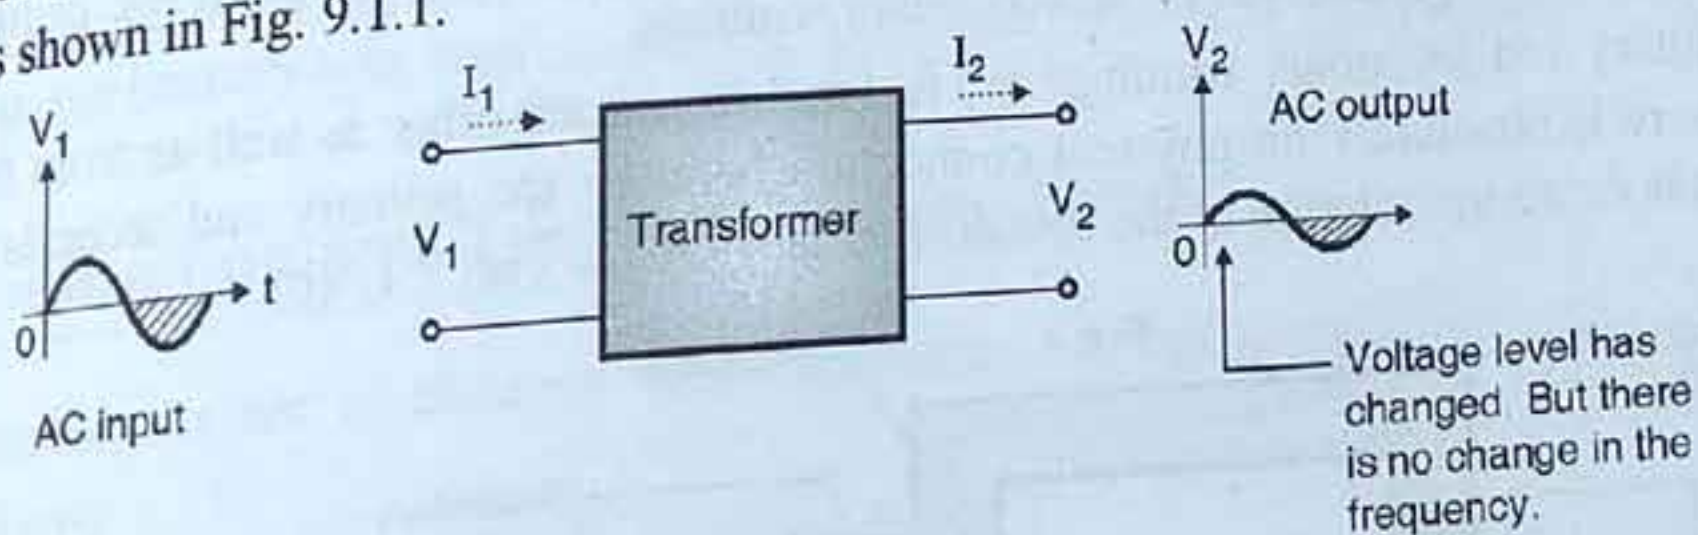 s shown in Fig. 9.1.1.
V₁
t
0
AC input
I₁
V₁
Transformer
I₂
V₂
V₂
AC output
0
Voltage level has
changed But there
is no change in the
frequency.